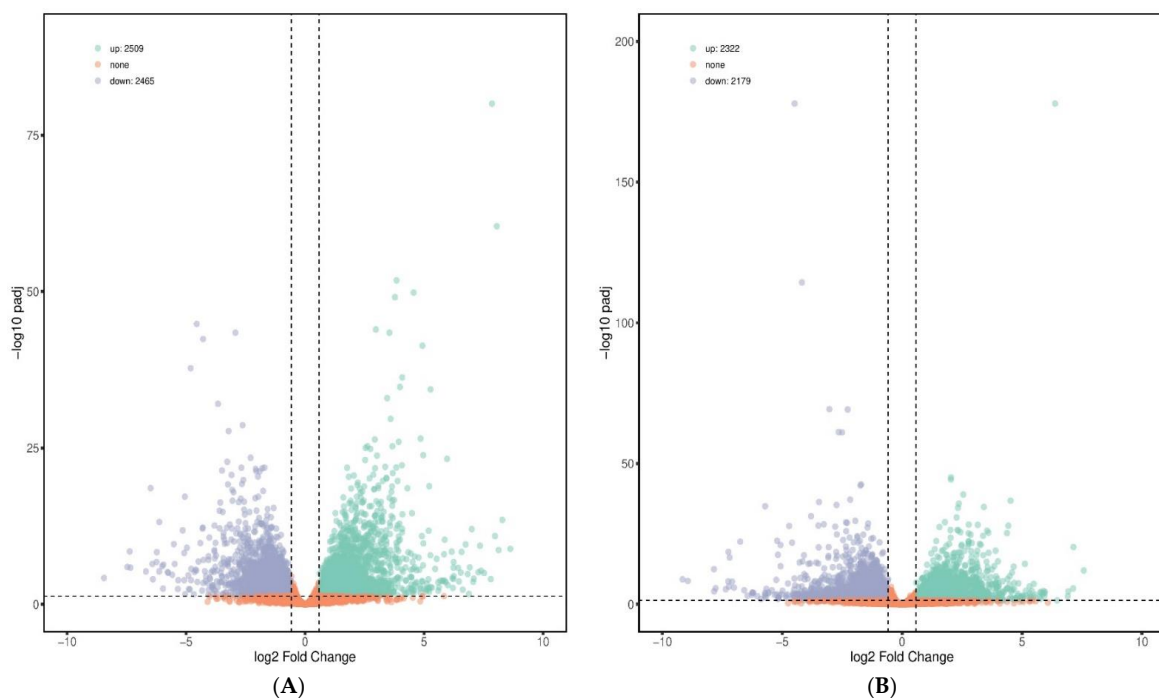 up: 2509
none
down: 2465
75
50
25
0
−log10 padj
−10
−5
0
5
10
log2 Fold Change
(A)
up: 2322
none
down: 2179
200
150
100
50
0
−log10 padj
−10
−5
0
5
10
log2 Fold Change
(B)